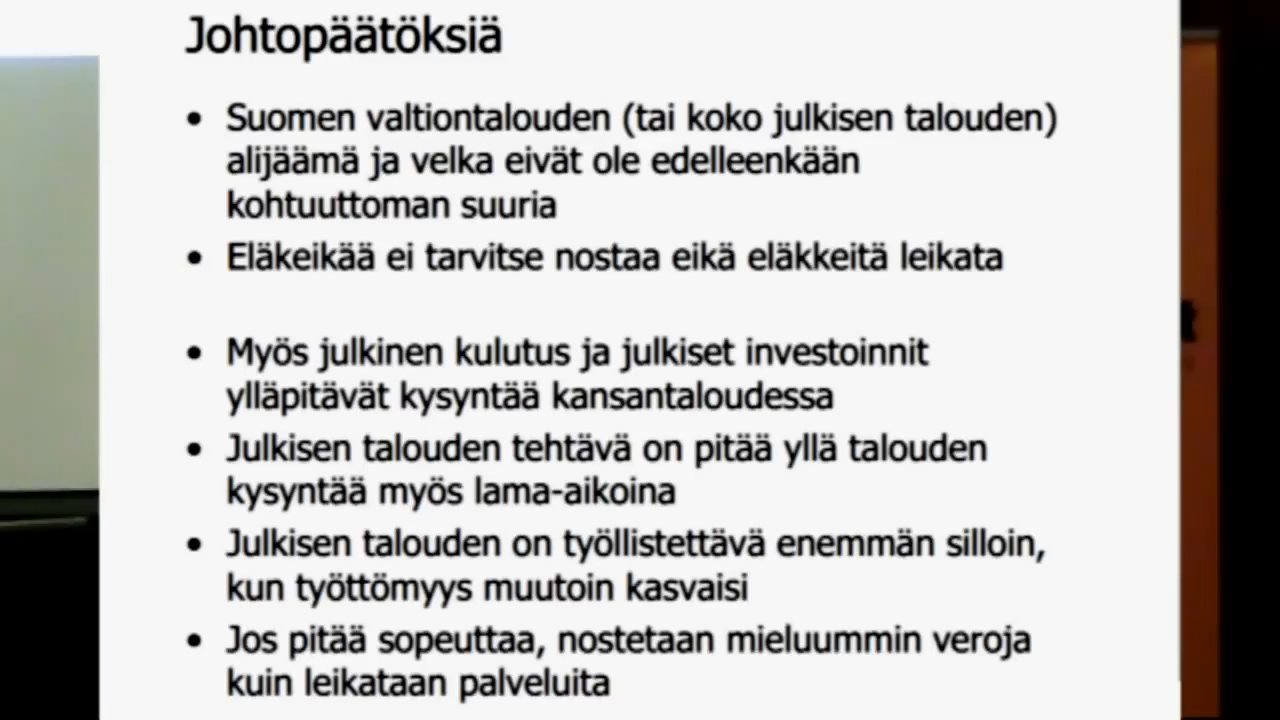 Johtopäätöksiä
• Suomen valtiontalouden (tai koko julkisen talouden)
alijäämä ja velka eivät ole edelleenkään
kohtuuttoman suuria
• Eläkeikää ei tarvitse nostaa eikä eläkkeitä leikata
• Myös julkinen kulutus ja julkiset investoinnit
ylläpitävät kysyntää kansantaloudessa
• Julkisen talouden tehtävä on pitää yllä talouden
kysyntää myös lama-aikoina
• Julkisen talouden on työllistettävä enemmän silloin,
kun työttömyys muutoin kasvaisi
• Jos pitää sopeuttaa, nostetaan mieluummin veroja
kuin leikataan palveluita